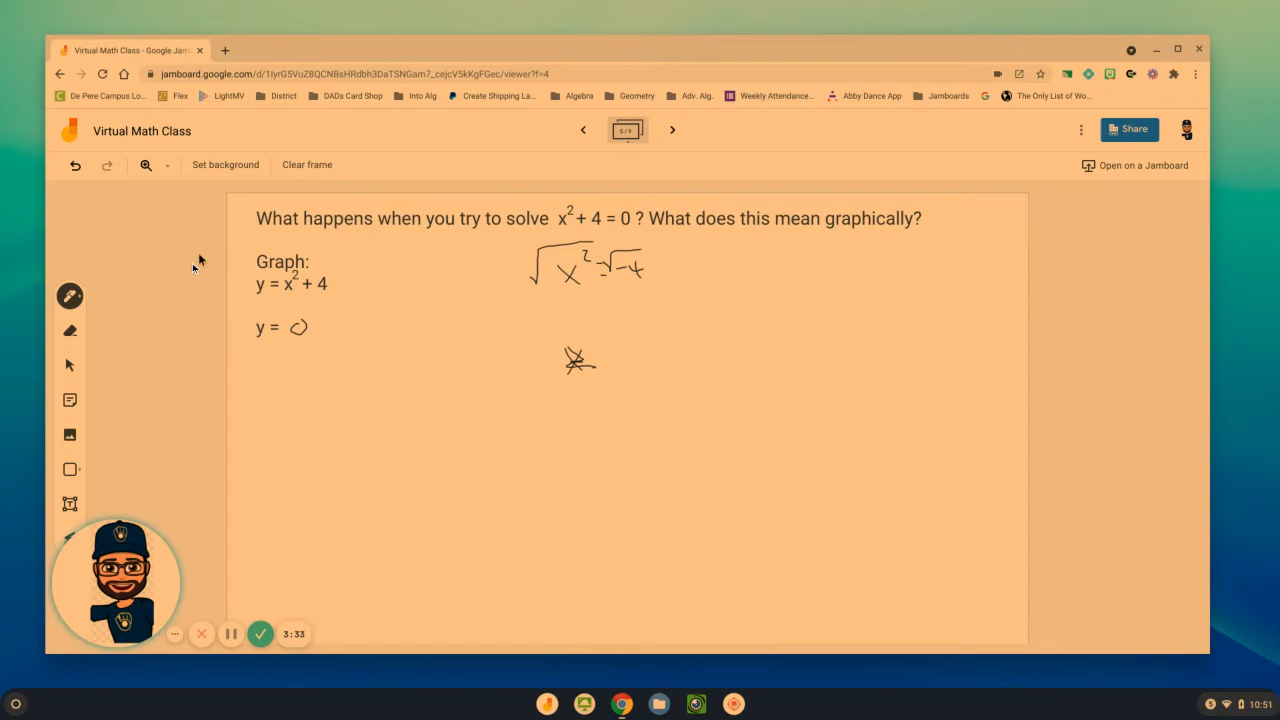 Virtual Math Class - Google Jam
jamboard.google.com/d/1IyrG5VuZ8QCNBsHRdbh3DaTSNGam7_cejcV5kKgFGec/viewer?f=4
De Pere Campus Lo... Flex LightMV District DADs Card Shop Into Alg Create Shipping La... Algebra Geometry Adv. Alg. Weekly Attendance... Abby Dance App Jamboards The Only List of Wo...
Virtual Math Class 5/9 Share
Set background Clear frame Open on a Jamboard
What happens when you try to solve x² + 4 = 0 ? What does this mean graphically?
Graph: √x² = √-4
y = x² + 4
y = 0
3:33
5 10:51